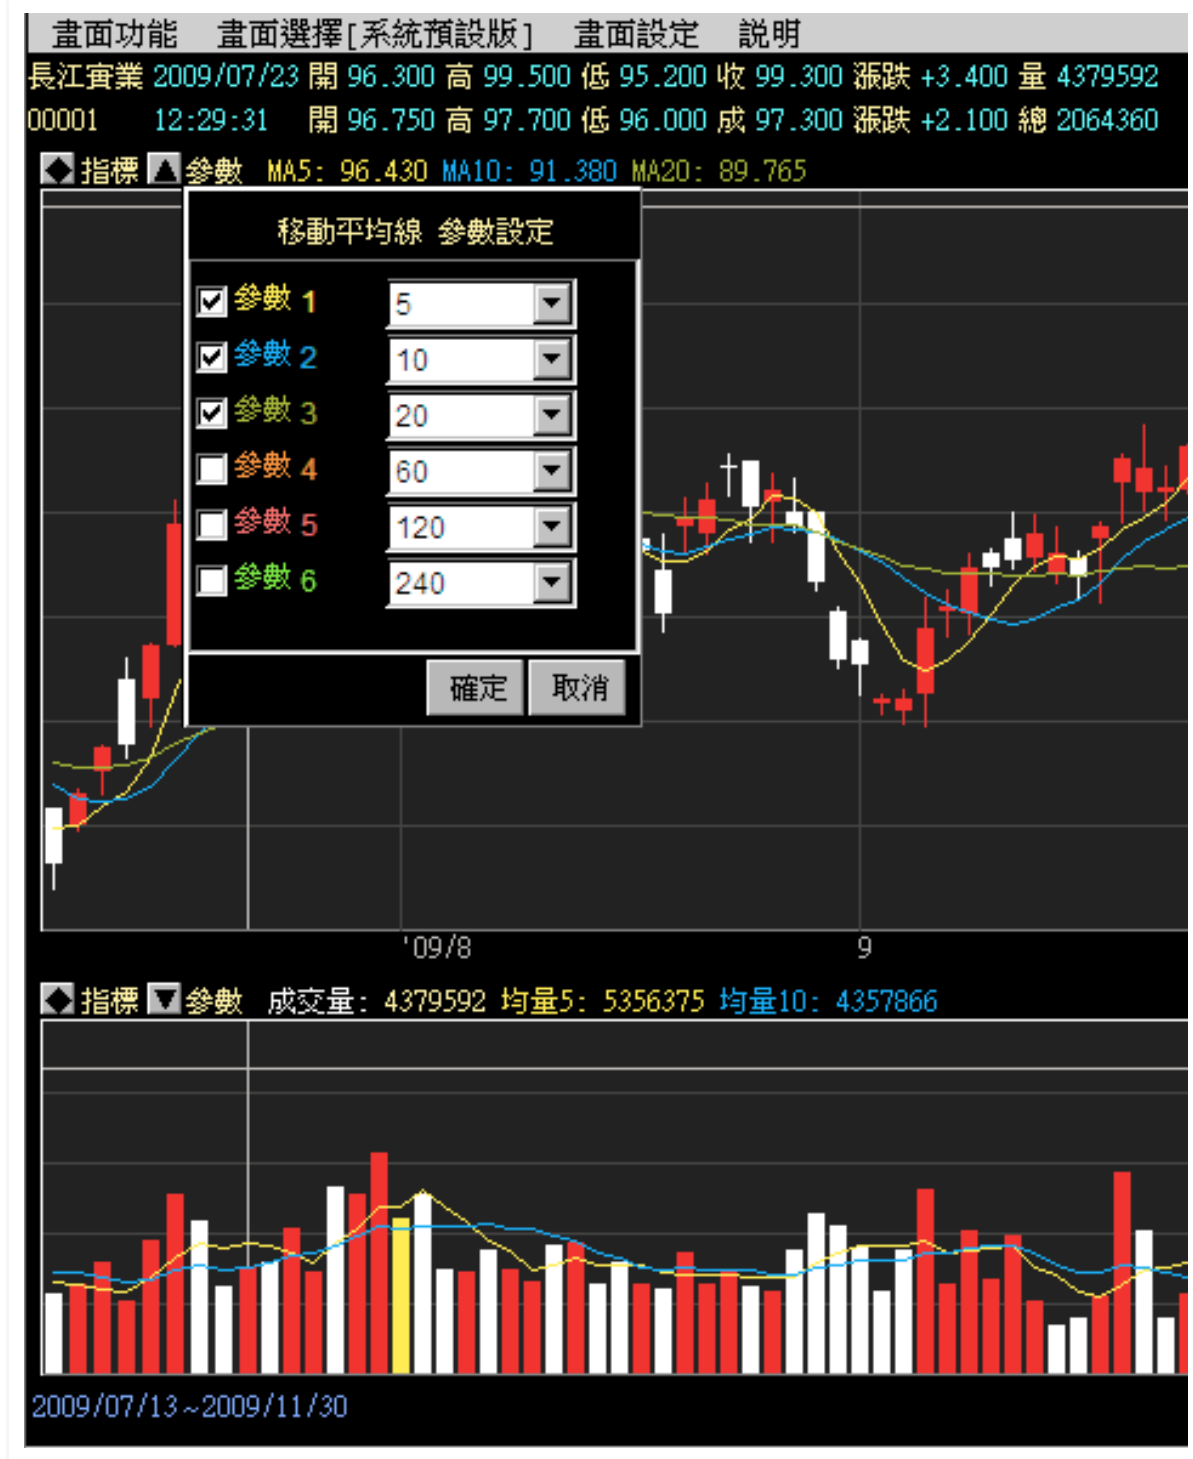 畫面功能 畫面選擇[系統預設版] 畫面設定 説明
長江實業 2009/07/23 開 96.300 高 99.500 低 95.200 收 99.300 漲跌 +3.400 量 4379592
00001 12:29:31 開 96.750 高 97.700 低 96.000 成 97.300 漲跌 +2.100 總 2064360
指標 參數 MA5: 96.430 MA10: 91.380 MA20: 89.765
移動平均線 參數設定
參數 1 5
參數 2 10
參數 3 20
參數 4 60
參數 5 120
參數 6 240
確定 取消
'09/8 9
指標 參數 成交量: 4379592 均量5: 5356375 均量10: 4357866
2009/07/13~2009/11/30